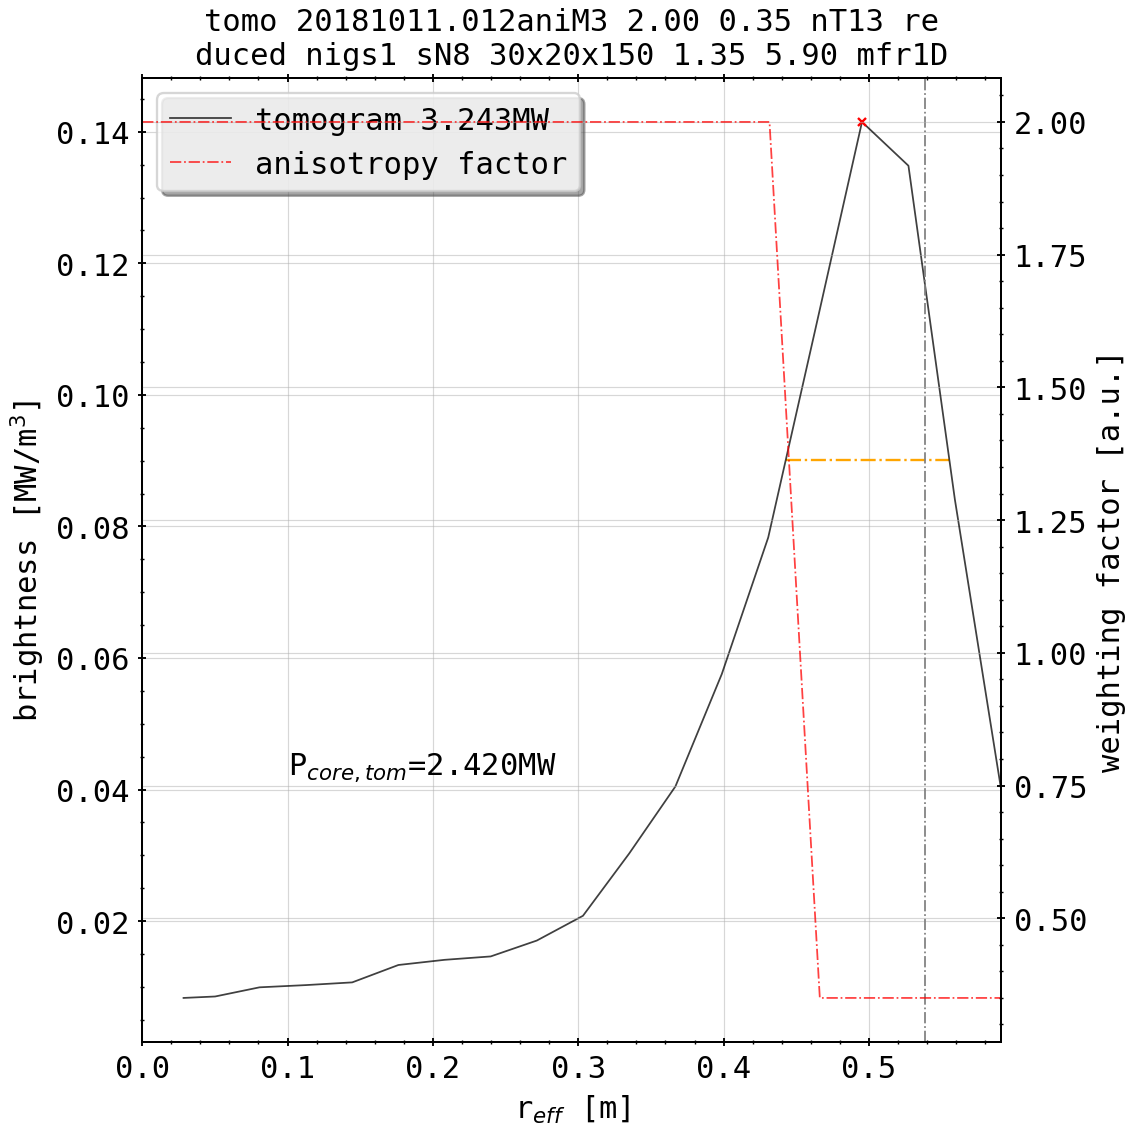 tomo 20181011.012aniM3 2.00 0.35 nT13 re
duced nigs1 sN8 30x20x150 1.35 5.90 mfr1D
tomogram 3.243MW
anisotropy factor
brightness [MW/m³]
0.14
0.12
0.10
0.08
0.06
0.04
0.02
P_core,tom=2.420MW
2.00
1.75
1.50
1.25
1.00
0.75
0.50
weighting factor [a.u.]
0.0 0.1 0.2 0.3 0.4 0.5
r_eff [m]